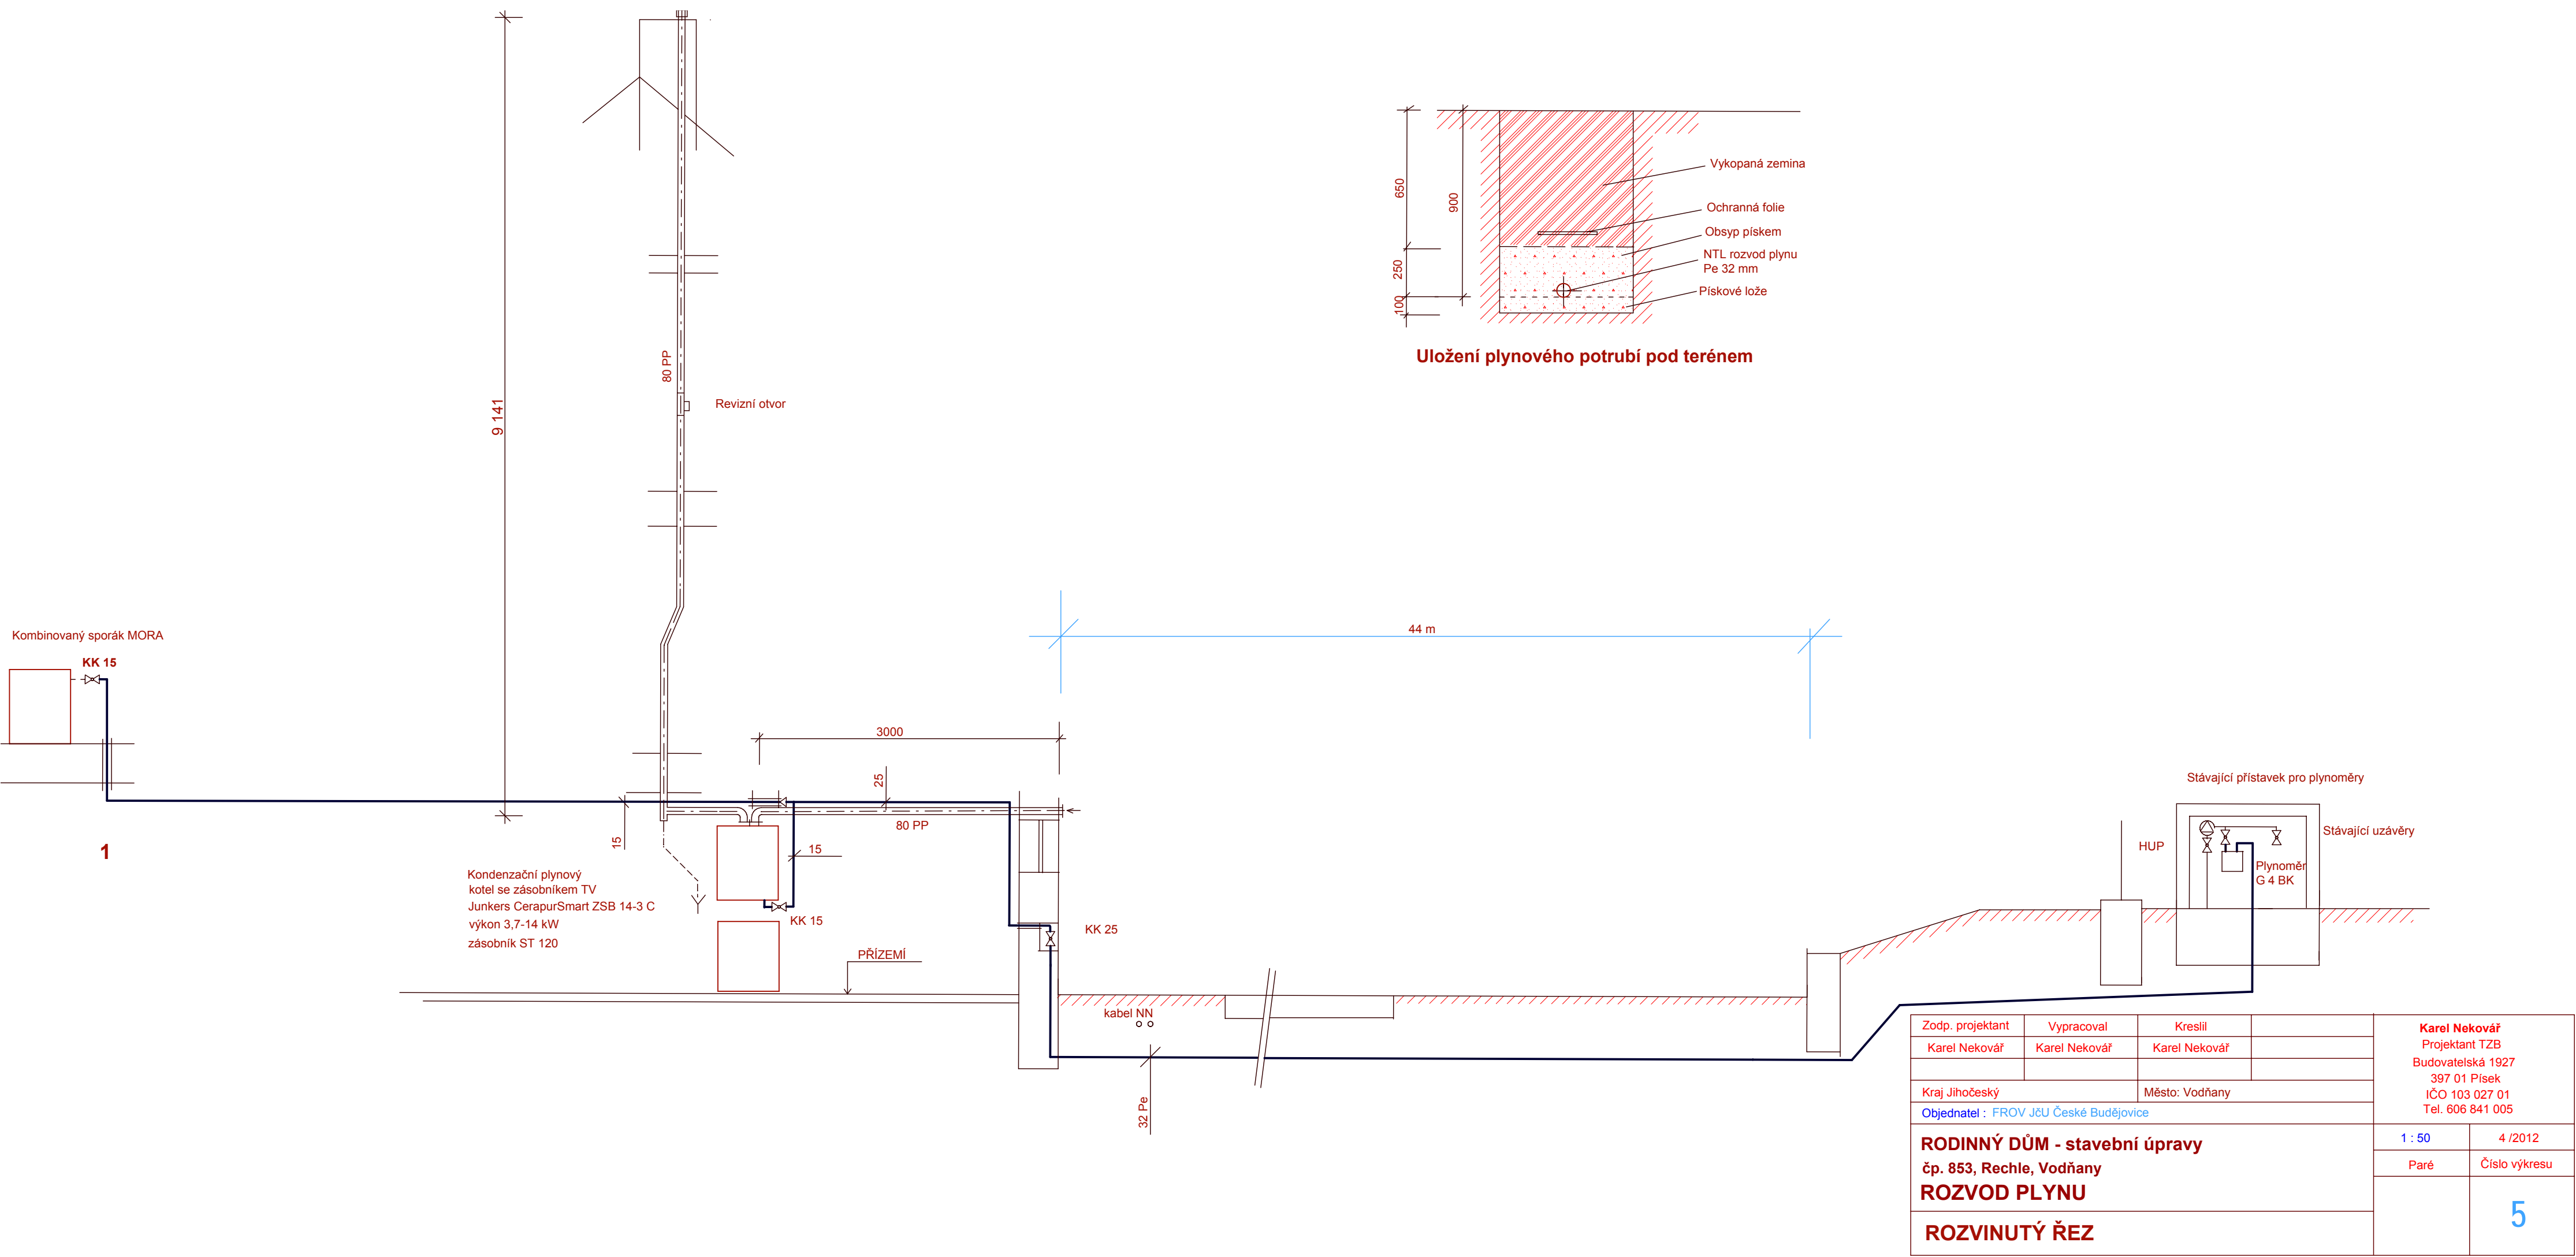 650
900
250
100
Vykopaná zemina
Ochranná folie
Obsyp pískem
NTL rozvod plynu
Pe 32 mm
Pískové lože
Uložení plynového potrubí pod terénem
9 141
80 PP
Revizní otvor
44 m
Kombinovaný sporák MORA
KK 15
1
3000
25
15
80 PP
15
Kondenzační plynový
kotel se zásobníkem TV
Junkers CerapurSmart ZSB 14-3 C
výkon 3,7-14 kW
zásobník ST 120
KK 15
PŘÍZEMÍ
KK 25
kabel NN
32 Pe
Stávající přístavek pro plynoměry
HUP
Stávající uzávěry
Plynoměr
G 4 BK
Zodp. projektant Vypracoval Kreslil
Karel Nekovář Karel Nekovář Karel Nekovář
Kraj Jihočeský Město: Vodňany
Objednatel : FROV JčU České Budějovice
RODINNÝ DŮM - stavební úpravy
čp. 853, Rechle, Vodňany
ROZVOD PLYNU
ROZVINUTÝ ŘEZ
Karel Nekovář
Projektant TZB
Budovatelská 1927
397 01 Písek
IČO 103 027 01
Tel. 606 841 005
1 : 50 4 /2012
Paré Číslo výkresu
5